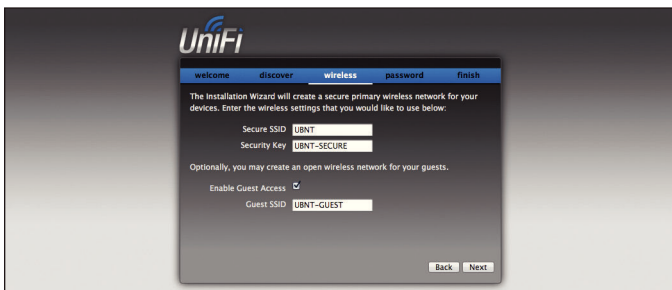 UniFi
welcome discover wireless password finish
The Installation Wizard will create a secure primary wireless network for your
devices. Enter the wireless settings that you would like to use below:
Secure SSID UBNT
Security Key UBNT-SECURE
Optionally, you may create an open wireless network for your guests.
Enable Guest Access
Guest SSID UBNT-GUEST
Back Next